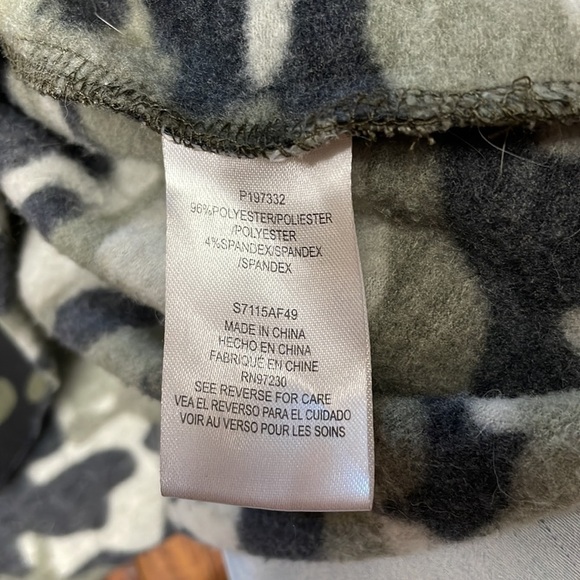 P197332
96%POLYESTER/POLIESTER
/POLYESTER
4%SPANDEX/SPANDEX
/SPANDEX
S7115AF49
MADE IN CHINA
HECHO EN CHINA
FABRIQUÉ EN CHINE
RN97230
SEE REVERSE FOR CARE
VEA EL REVERSO PARA EL CUIDADO
VOIR AU VERSO POUR LES SOINS